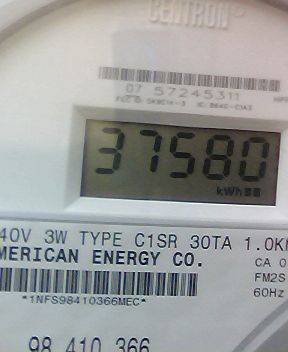 CENTRON®
07 57245311
37580
kWh
40V 3W TYPE C1SR 30TA 1.0K
MERICAN ENERGY CO.
CA 0
FM2S
60Hz
*1NFS98410366MEC*
98 410 366